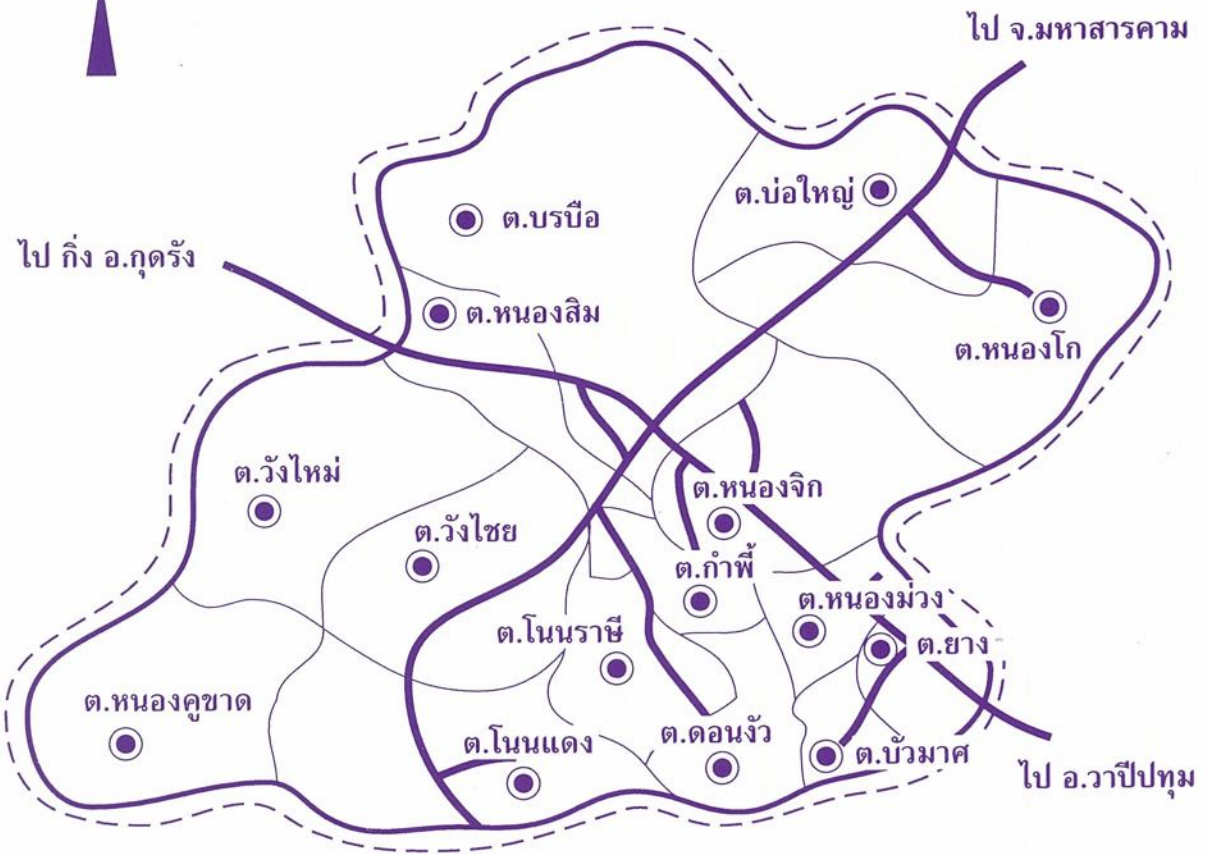 ไป จ.มหาสารคาม
ต.บ่อใหญ่
ต.บรบือ
ไป กิ่ง อ.กุดรัง
ต.หนองสิม
ต.หนองโก
ต.วังไหม่
ต.หนองจิก
ต.วังไชย
ต.กำพี้
ต.หนองม่วง
ต.โนนราษี
ต.ยาง
ต.หนองคูขาด
ต.โนนแดง
ต.ดอนงัว
ต.บัวมาศ
ไป อ.วาปีปทุม